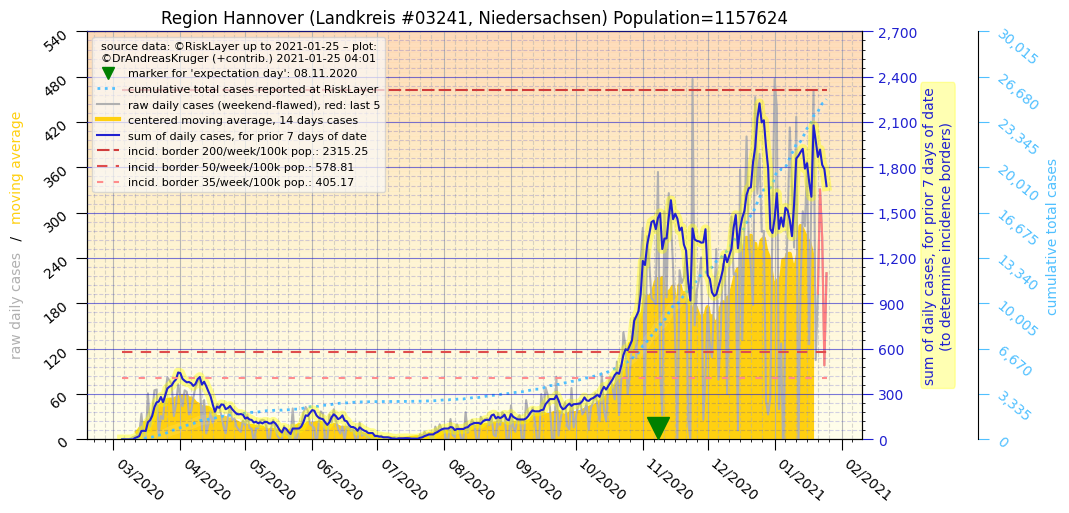 Region Hannover (Landkreis #03241, Niedersachsen) Population=1157624
source data: ©RiskLayer up to 2021-01-25 – plot:
©DrAndreasKruger (+contrib.) 2021-01-25 04:01
marker for 'expectation day': 08.11.2020
cumulative total cases reported at RiskLayer
raw daily cases (weekend-flawed), red: last 5
centered moving average, 14 days cases
sum of daily cases, for prior 7 days of date
incid. border 200/week/100k pop.: 2315.25
incid. border 50/week/100k pop.: 578.81
incid. border 35/week/100k pop.: 405.17
raw daily cases / moving average
540
480
420
360
300
240
180
120
60
0
03/2020
04/2020
05/2020
06/2020
07/2020
08/2020
09/2020
10/2020
11/2020
12/2020
01/2021
02/2021
2,700
2,400
2,100
1,800
1,500
1,200
900
600
300
0
sum of daily cases, for prior 7 days of date
(to determine incidence borders)
30,015
26,680
23,345
20,010
16,675
13,340
10,005
6,670
3,335
0
cumulative total cases